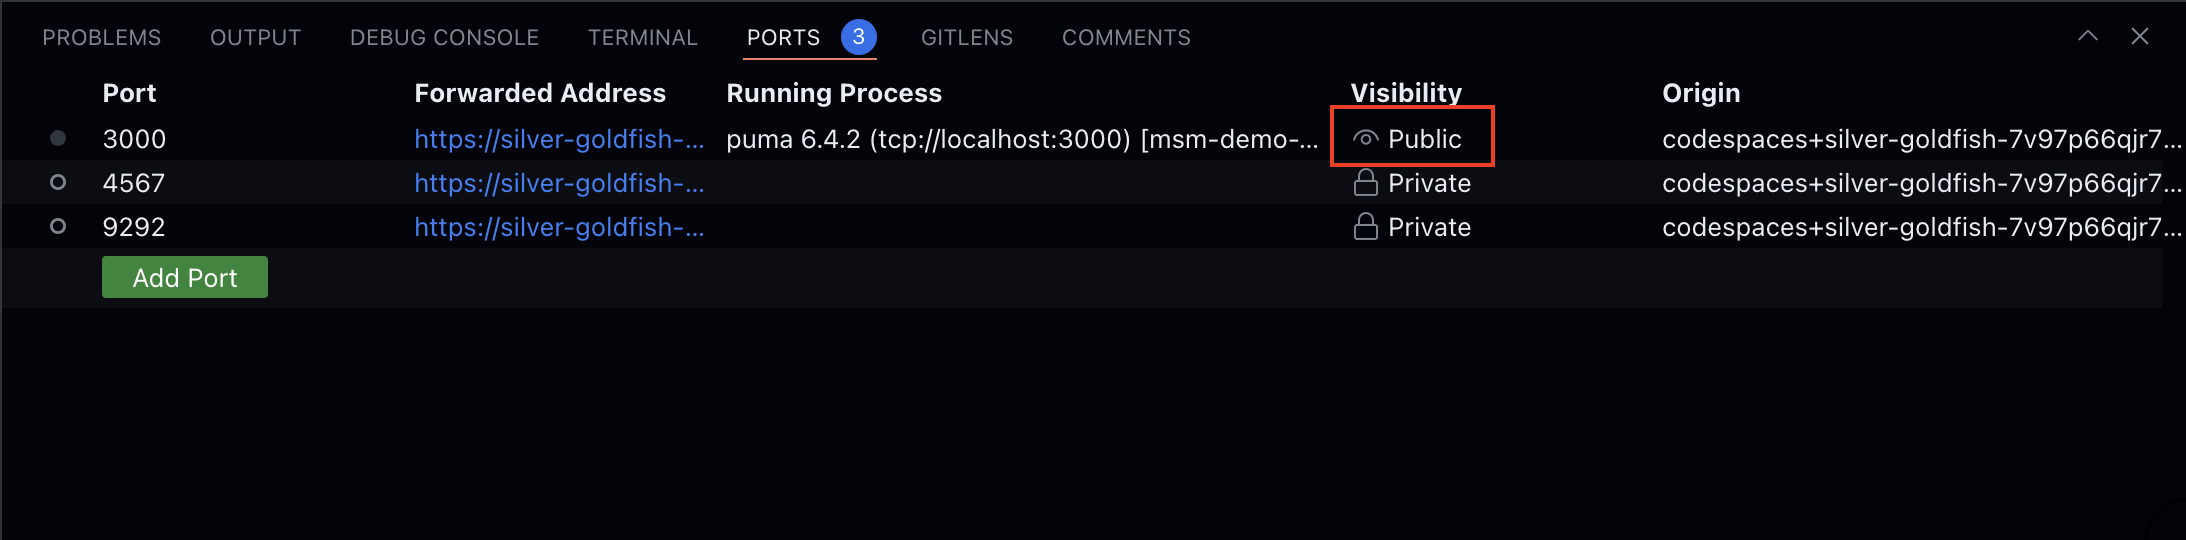 PROBLEMS OUTPUT DEBUG CONSOLE TERMINAL PORTS 3 GITLENS COMMENTS
Port Forwarded Address Running Process Visibility Origin
3000 https://silver-goldfish-... puma 6.4.2 (tcp://localhost:3000) [msm-demo-... Public codespaces+silver-goldfish-7v97p66qjr7...
4567 https://silver-goldfish-... Private codespaces+silver-goldfish-7v97p66qjr7...
9292 https://silver-goldfish-... Private codespaces+silver-goldfish-7v97p66qjr7...
Add Port